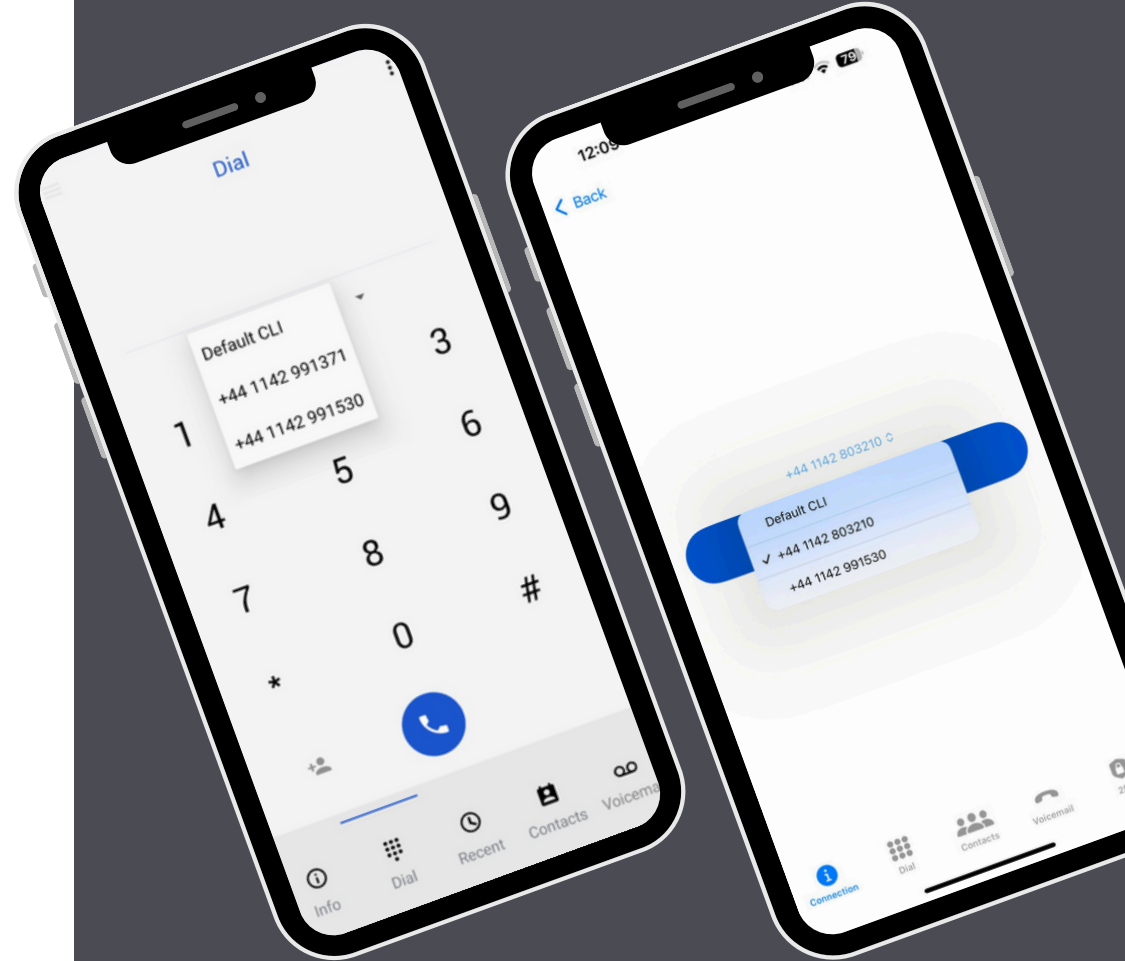 Dial
Default CLI
+44 1142 991371
+44 1142 991530
1
3
4
5
6
7
8
9
*
0
#
Info
Dial
Recent
Contacts
Voicema
12:09
79
Back
+44 1142 803210
Default CLI
✓ +44 1142 803210
+44 1142 991530
Connection
Dial
Contacts
Voicemail